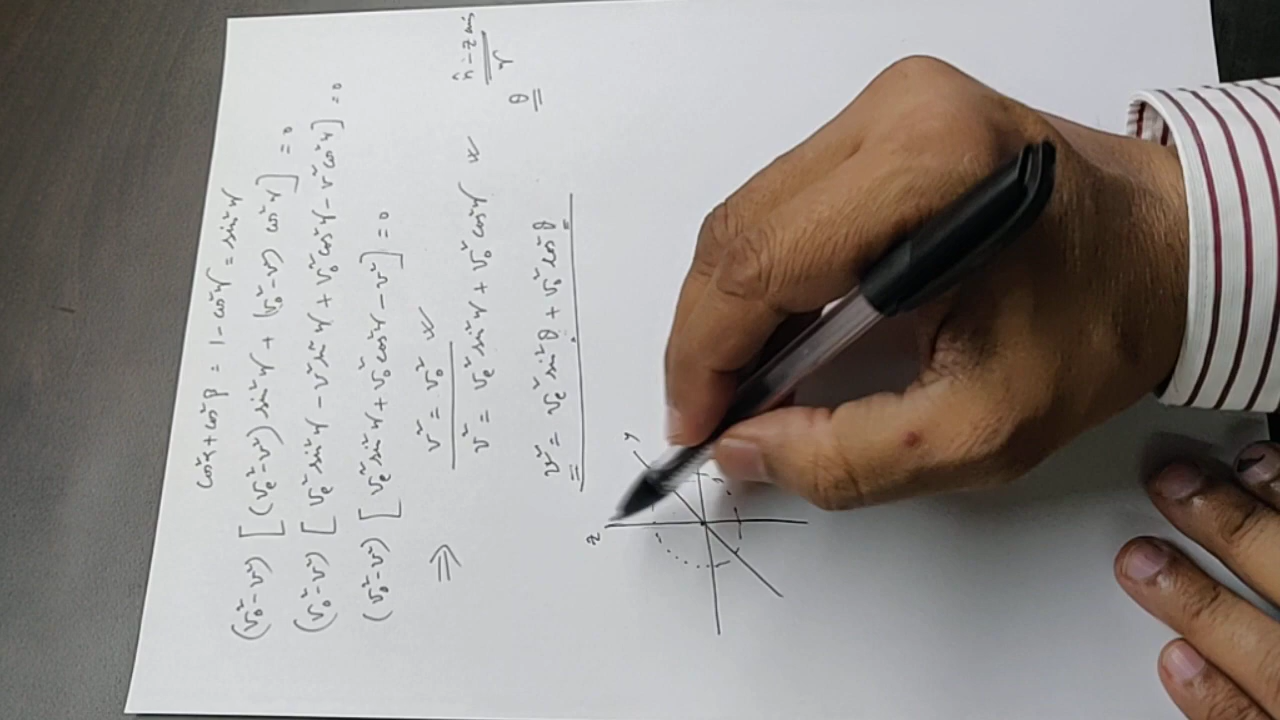 cos²α + cos²β = 1 - cos²γ = sin²γ
(v₀² - v²) [(vₑ² - v²) sin²γ + (v₀² - v²) cos²γ] = 0
(v₀² - v²) [vₑ² sin²γ - v² sin²γ + v₀² cos²γ - v² cos²γ] = 0
(v₀² - v²) [vₑ² sin²γ + v₀² cos²γ - v²] = 0
⇒ v² = v₀²
v² = vₑ² sin²γ + v₀² cos²γ
n̂ - z axis
γ
θ
v² = vₑ² sin²θ + v₀² cos²θ
z
y